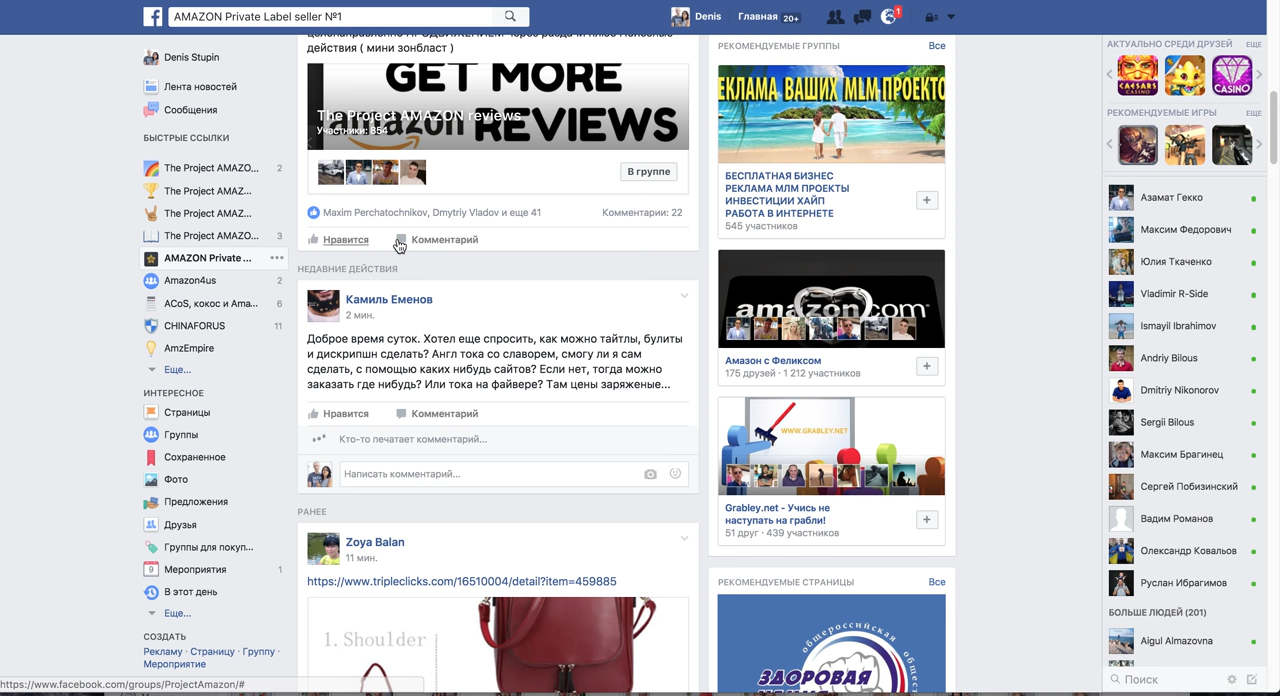 AMAZON Private Label seller №1
Denis
Главная 20+
1
Denis Stupin
Лента новостей
Сообщения
БЫСТРЫЕ ССЫЛКИ
The Project AMAZO... 2
The Project AMAZ...
The Project AMAZ...
The Project AMAZO... 3
AMAZON Private ...
Amazon4us 2
ACoS, кокос и Ama... 6
CHINAFORUS 11
AmzEmpire
Еще...
ИНТЕРЕСНОЕ
Страницы
Группы
Сохраненное
Фото
Предложения
Друзья
Группы для покуп...
9 Мероприятия 1
В этот день
Еще...
СОЗДАТЬ
Рекламу · Страницу · Группу ·
Мероприятие
https://www.facebook.com/groups/ProjectAmazon/#
действия ( мини зонбласт )
GET MORE
REVIEWS
amazon
The Project AMAZON reviews
Участники: 854
В группе
Maxim Perchatochnikov, Dmytriy Vladov и еще 41
Комментарии: 22
Нравится
Комментарий
НЕДАВНИЕ ДЕЙСТВИЯ
Камиль Еменов
2 мин.
Доброе время суток. Хотел еще спросить, как можно тайтлы, булиты
и дискрипшн сделать? Англ тока со славорем, смогу ли я сам
сделать, с помощью каких нибудь сайтов? Если нет, тогда можно
заказать где нибудь? Или тока на файвере? Там цены заряженые...
Нравится
Комментарий
Кто-то печатает комментарий...
Написать комментарий...
РАНЕЕ
Zoya Balan
11 мин.
https://www.tripleclicks.com/16510004/detail?item=459885
1. Shoulder
РЕКОМЕНДУЕМЫЕ ГРУППЫ
Все
ЕКЛАМА ВАШИХ МЛМ ПРОЕКТО
БЕСПЛАТНАЯ БИЗНЕС
РЕКЛАМА МЛМ ПРОЕКТЫ
ИНВЕСТИЦИИ ХАЙП
РАБОТА В ИНТЕРНЕТЕ
545 участников
amazon.com
Амазон с Феликсом
175 друзей · 1 212 участников
WWW.GRABLEY.NET
Grabley.net - Учись не
наступать на грабли!
51 друг · 439 участников
РЕКОМЕНДУЕМЫЕ СТРАНИЦЫ
Все
общероссийская
ЗДОРОВАЯ
АКТУАЛЬНО СРЕДИ ДРУЗЕЙ
ЕЩЕ
CAESARS
CASINO
CASINO
РЕКОМЕНДУЕМЫЕ ИГРЫ
ЕЩЕ
Азамат Гекко
Максим Федорович
Юлия Ткаченко
Vladimir R-Side
Ismayil Ibrahimov
Andriy Bilous
Dmitriy Nikonorov
Sergii Bilous
Максим Брагинец
Сергей Побизинский
Вадим Романов
Олександр Ковальов
Руслан Ибрагимов
БОЛЬШЕ ЛЮДЕЙ (201)
Aigul Almazovna
Поиск